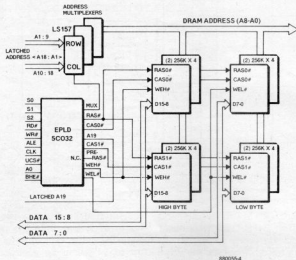 ADDRESS
MULTIPLEXERS
LS157
DRAM ADDRESS (A8-A0)
A1 : 9
ROW
LATCHED
ADDRESS <A18 : A1>
COL
A10 : 18
(2) 256K X 4
(2) 256K X 4
RAS0#
CAS0#
WEH#
D15-8
RAS0#
CAS0#
WEL#
D7-0
S0
S1
S2
RD#
WR#
ALE
CLK
UCS#
A0
BHE#
EPLD
5C032
N.C.
MUX
RAS#
CAS0#
A19
CAS1#
PRE-
RAS#
WEH#
WEL#
(2) 256K X 4
(2) 256K X 4
RAS1#
CAS1#
WEH#
D15-8
RAS1#
CAS1#
WEL#
D7-0
LATCHED A19
HIGH BYTE
LOW BYTE
DATA 15 : 8
DATA 7 : 0